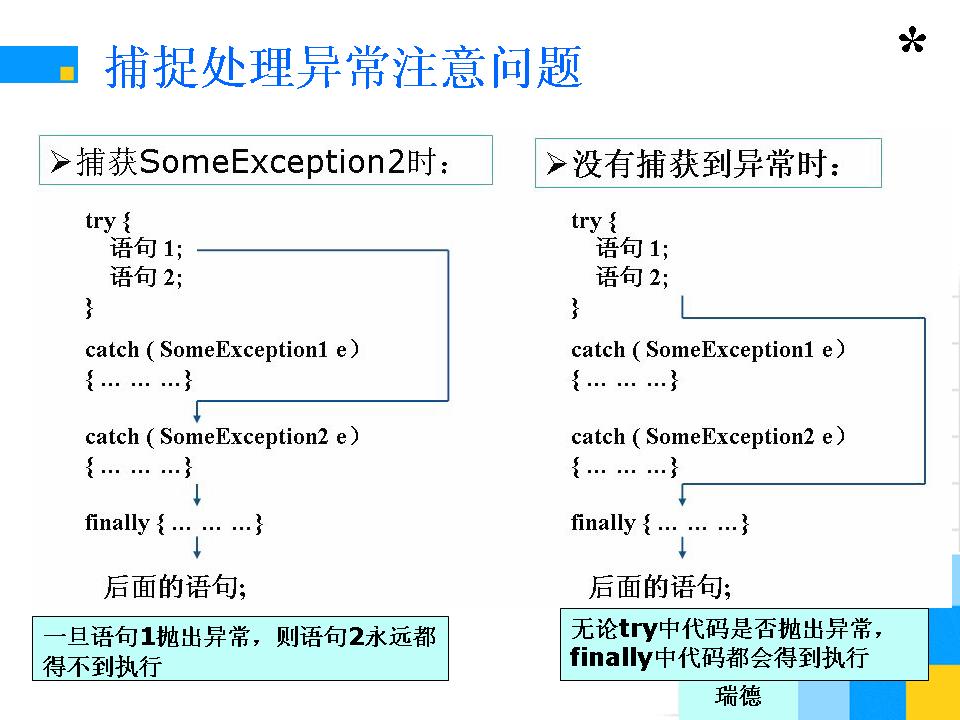 捕捉处理异常注意问题
*
➢捕获SomeException2时：
try {
语句 1;
语句 2;
}
catch ( SomeException1 e）
{ … … …}
catch ( SomeException2 e）
{ … … …}
finally { … … …}
后面的语句;
一旦语句1抛出异常，则语句2永远都
得不到执行
➢没有捕获到异常时：
try {
语句 1;
语句 2;
}
catch ( SomeException1 e）
{ … … …}
catch ( SomeException2 e）
{ … … …}
finally { … … …}
后面的语句;
无论try中代码是否抛出异常，
finally中代码都会得到执行
瑞德